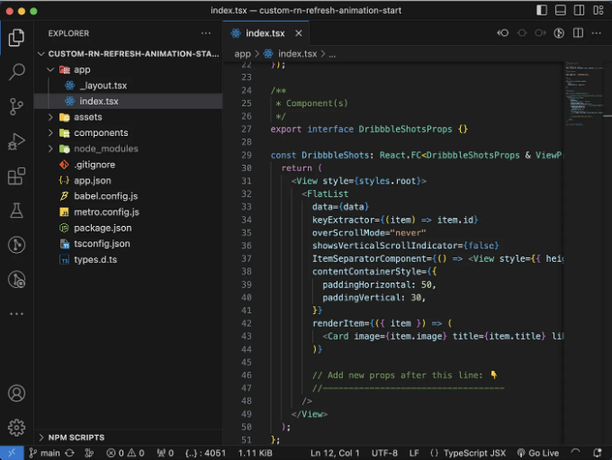 index.tsx — custom-rn-refresh-animation-start
EXPLORER
index.tsx
CUSTOM-RN-REFRESH-ANIMATION-STA...
app > index.tsx > ...
app
_layout.tsx
index.tsx
assets
components
node_modules
.gitignore
app.json
babel.config.js
metro.config.js
package.json
tsconfig.json
types.d.ts
NPM SCRIPTS
22 });
23
24 /**
25 * Component(s)
26 */
27 export interface DribbbleShotsProps {}
28
29 const DribbbleShots: React.FC<DribbbleShotsProps & ViewP
30 return (
31 <View style={styles.root}>
32 <FlatList
33 data={data}
34 keyExtractor={(item) => item.id}
35 overScrollMode="never"
36 showsVerticalScrollIndicator={false}
37 ItemSeparatorComponent={() => <View style={{ heig
38 contentContainerStyle={{
39 paddingHorizontal: 50,
40 paddingVertical: 30,
41 }}
42 renderItem={({ item }) => (
43 <Card image={item.image} title={item.title} lik
44 )}
45
46 // Add new props after this line: 👇
47 //——————————————————
48 />
49 </View>
50 );
51 };
main 0 0 0 {..} : 4051 1.11 KiB Ln 12, Col 1 UTF-8 LF {} TypeScript JSX Go Live